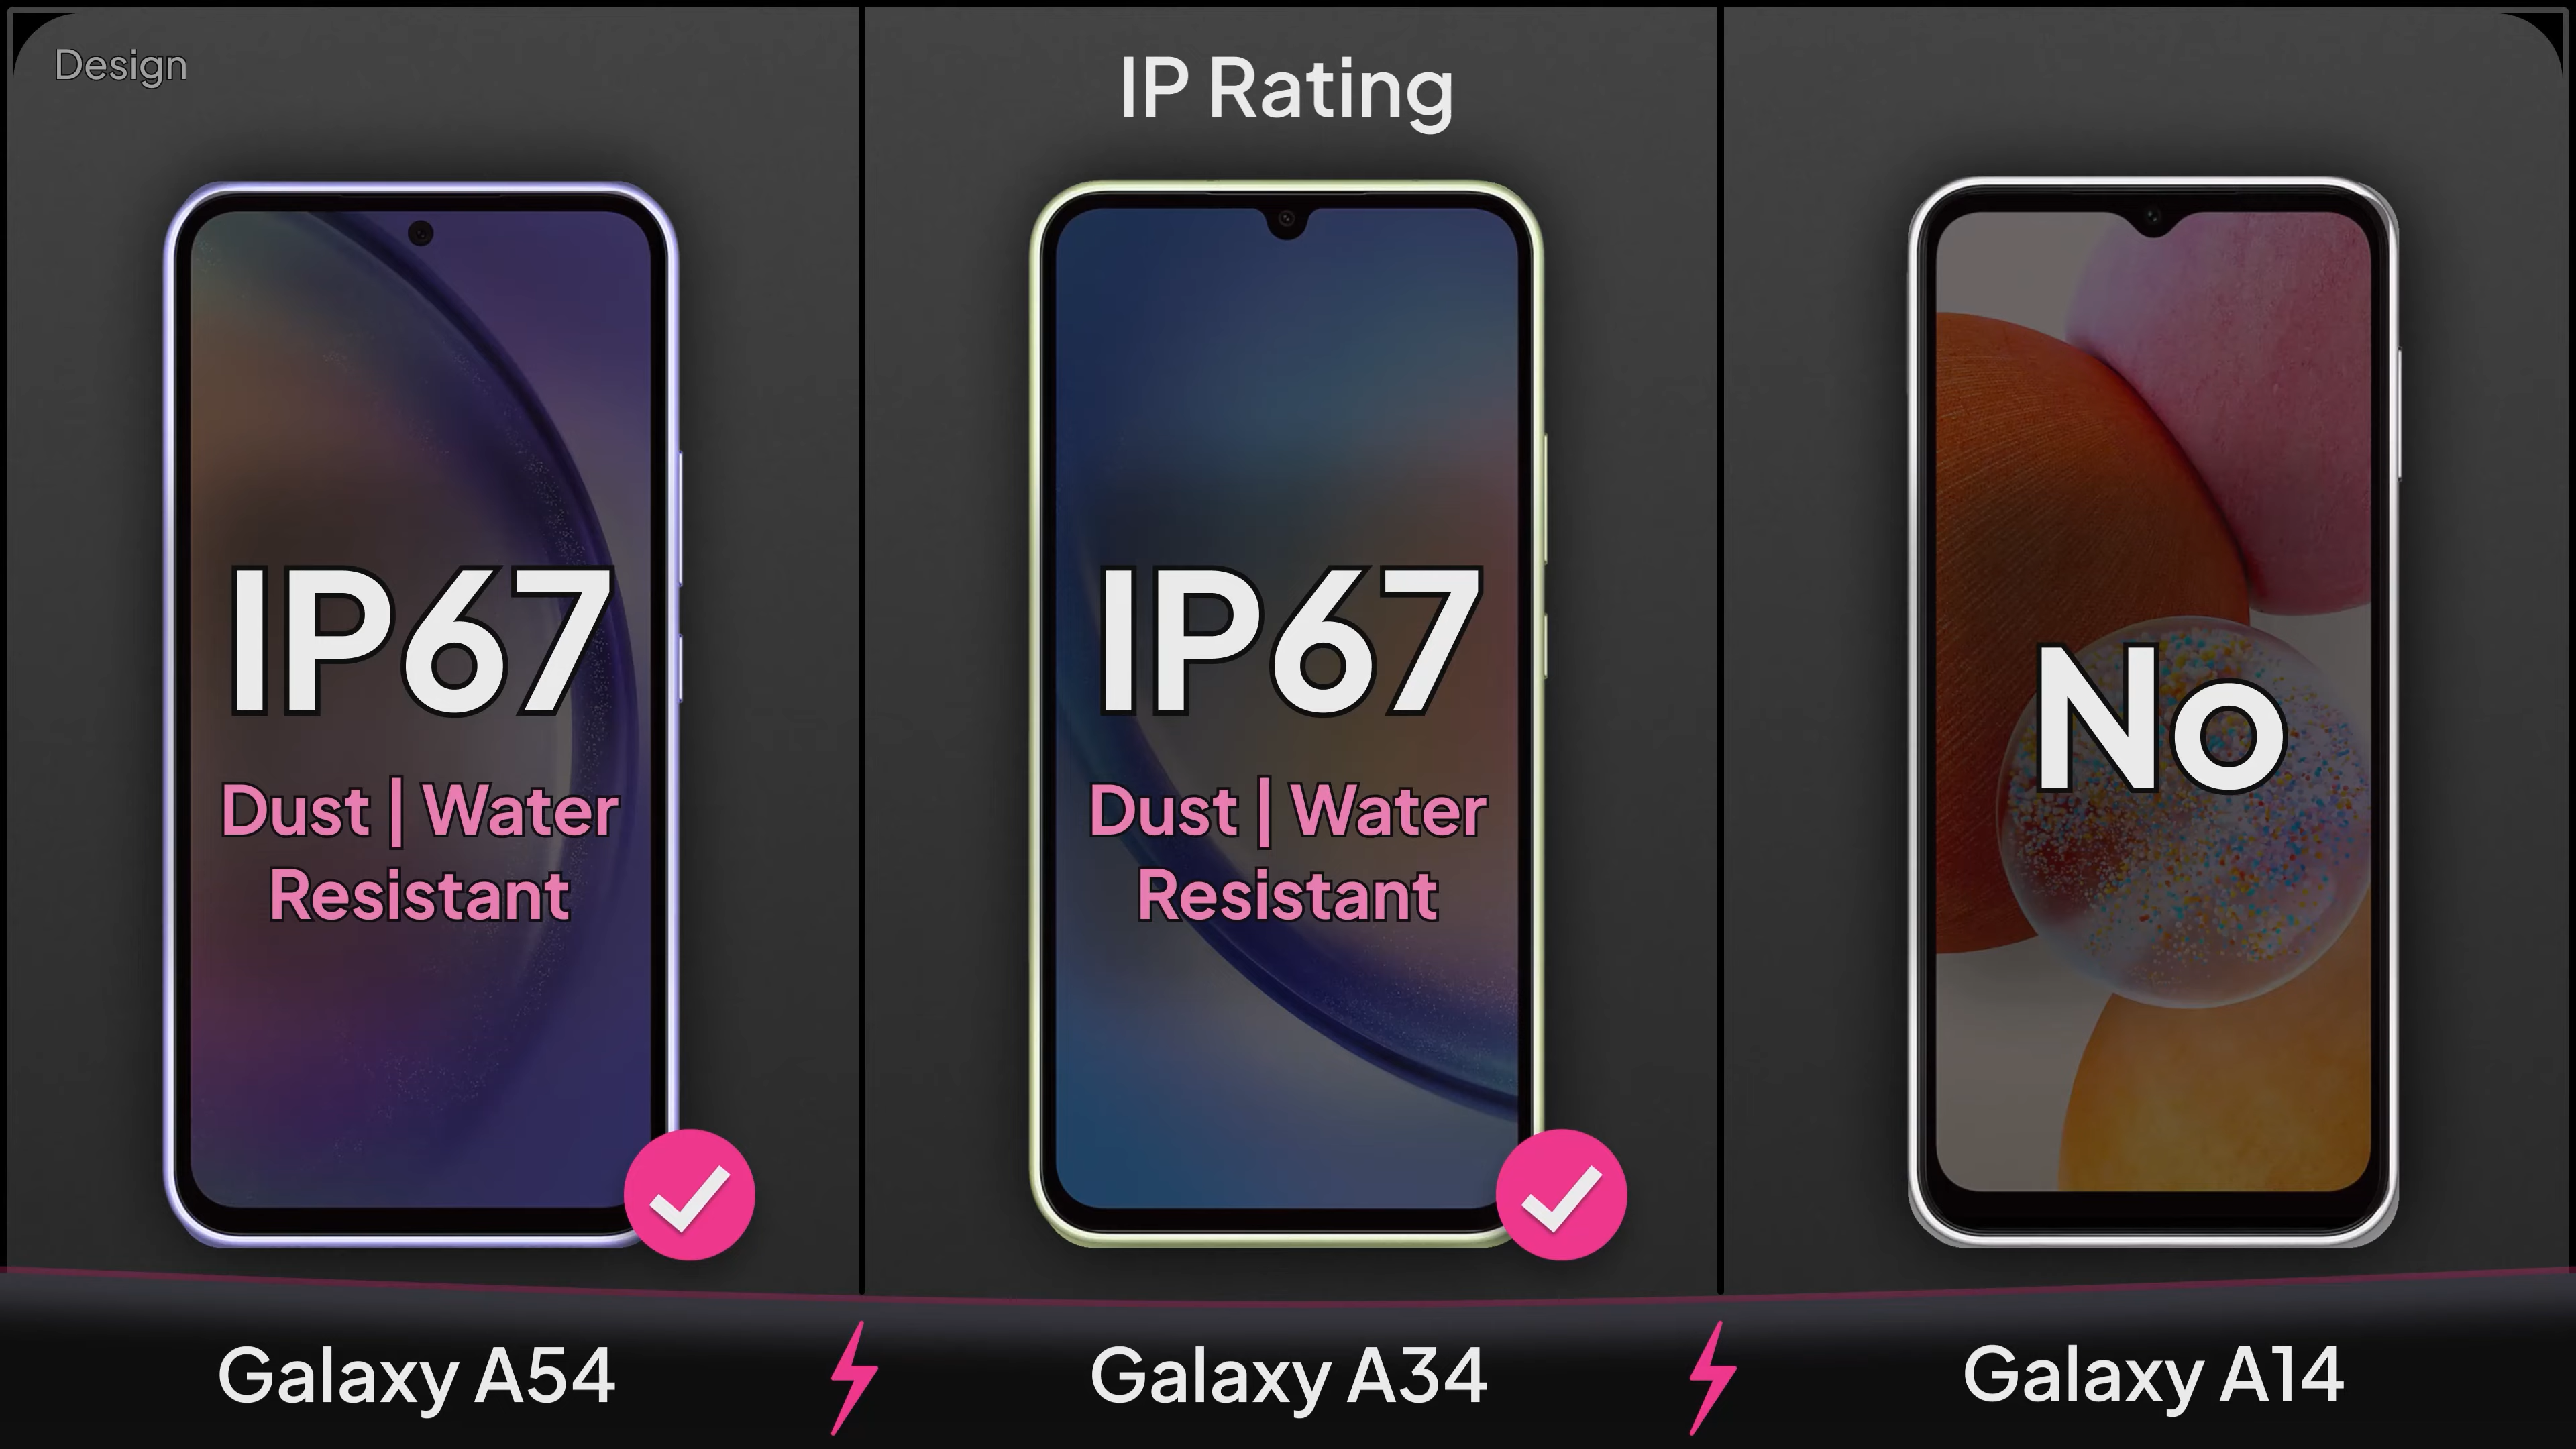 Design
IP Rating
IP67
Dust | Water
Resistant
IP67
Dust | Water
Resistant
No
Galaxy A54
Galaxy A34
Galaxy A14